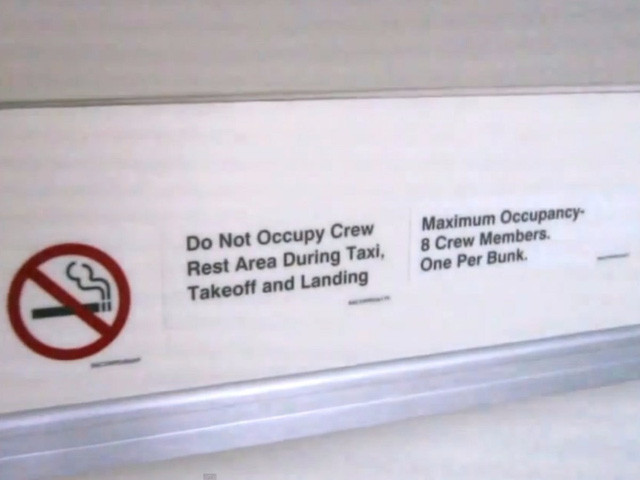 Do Not Occupy Crew
Rest Area During Taxi,
Takeoff and Landing
Maximum Occupancy-
8 Crew Members.
One Per Bunk.